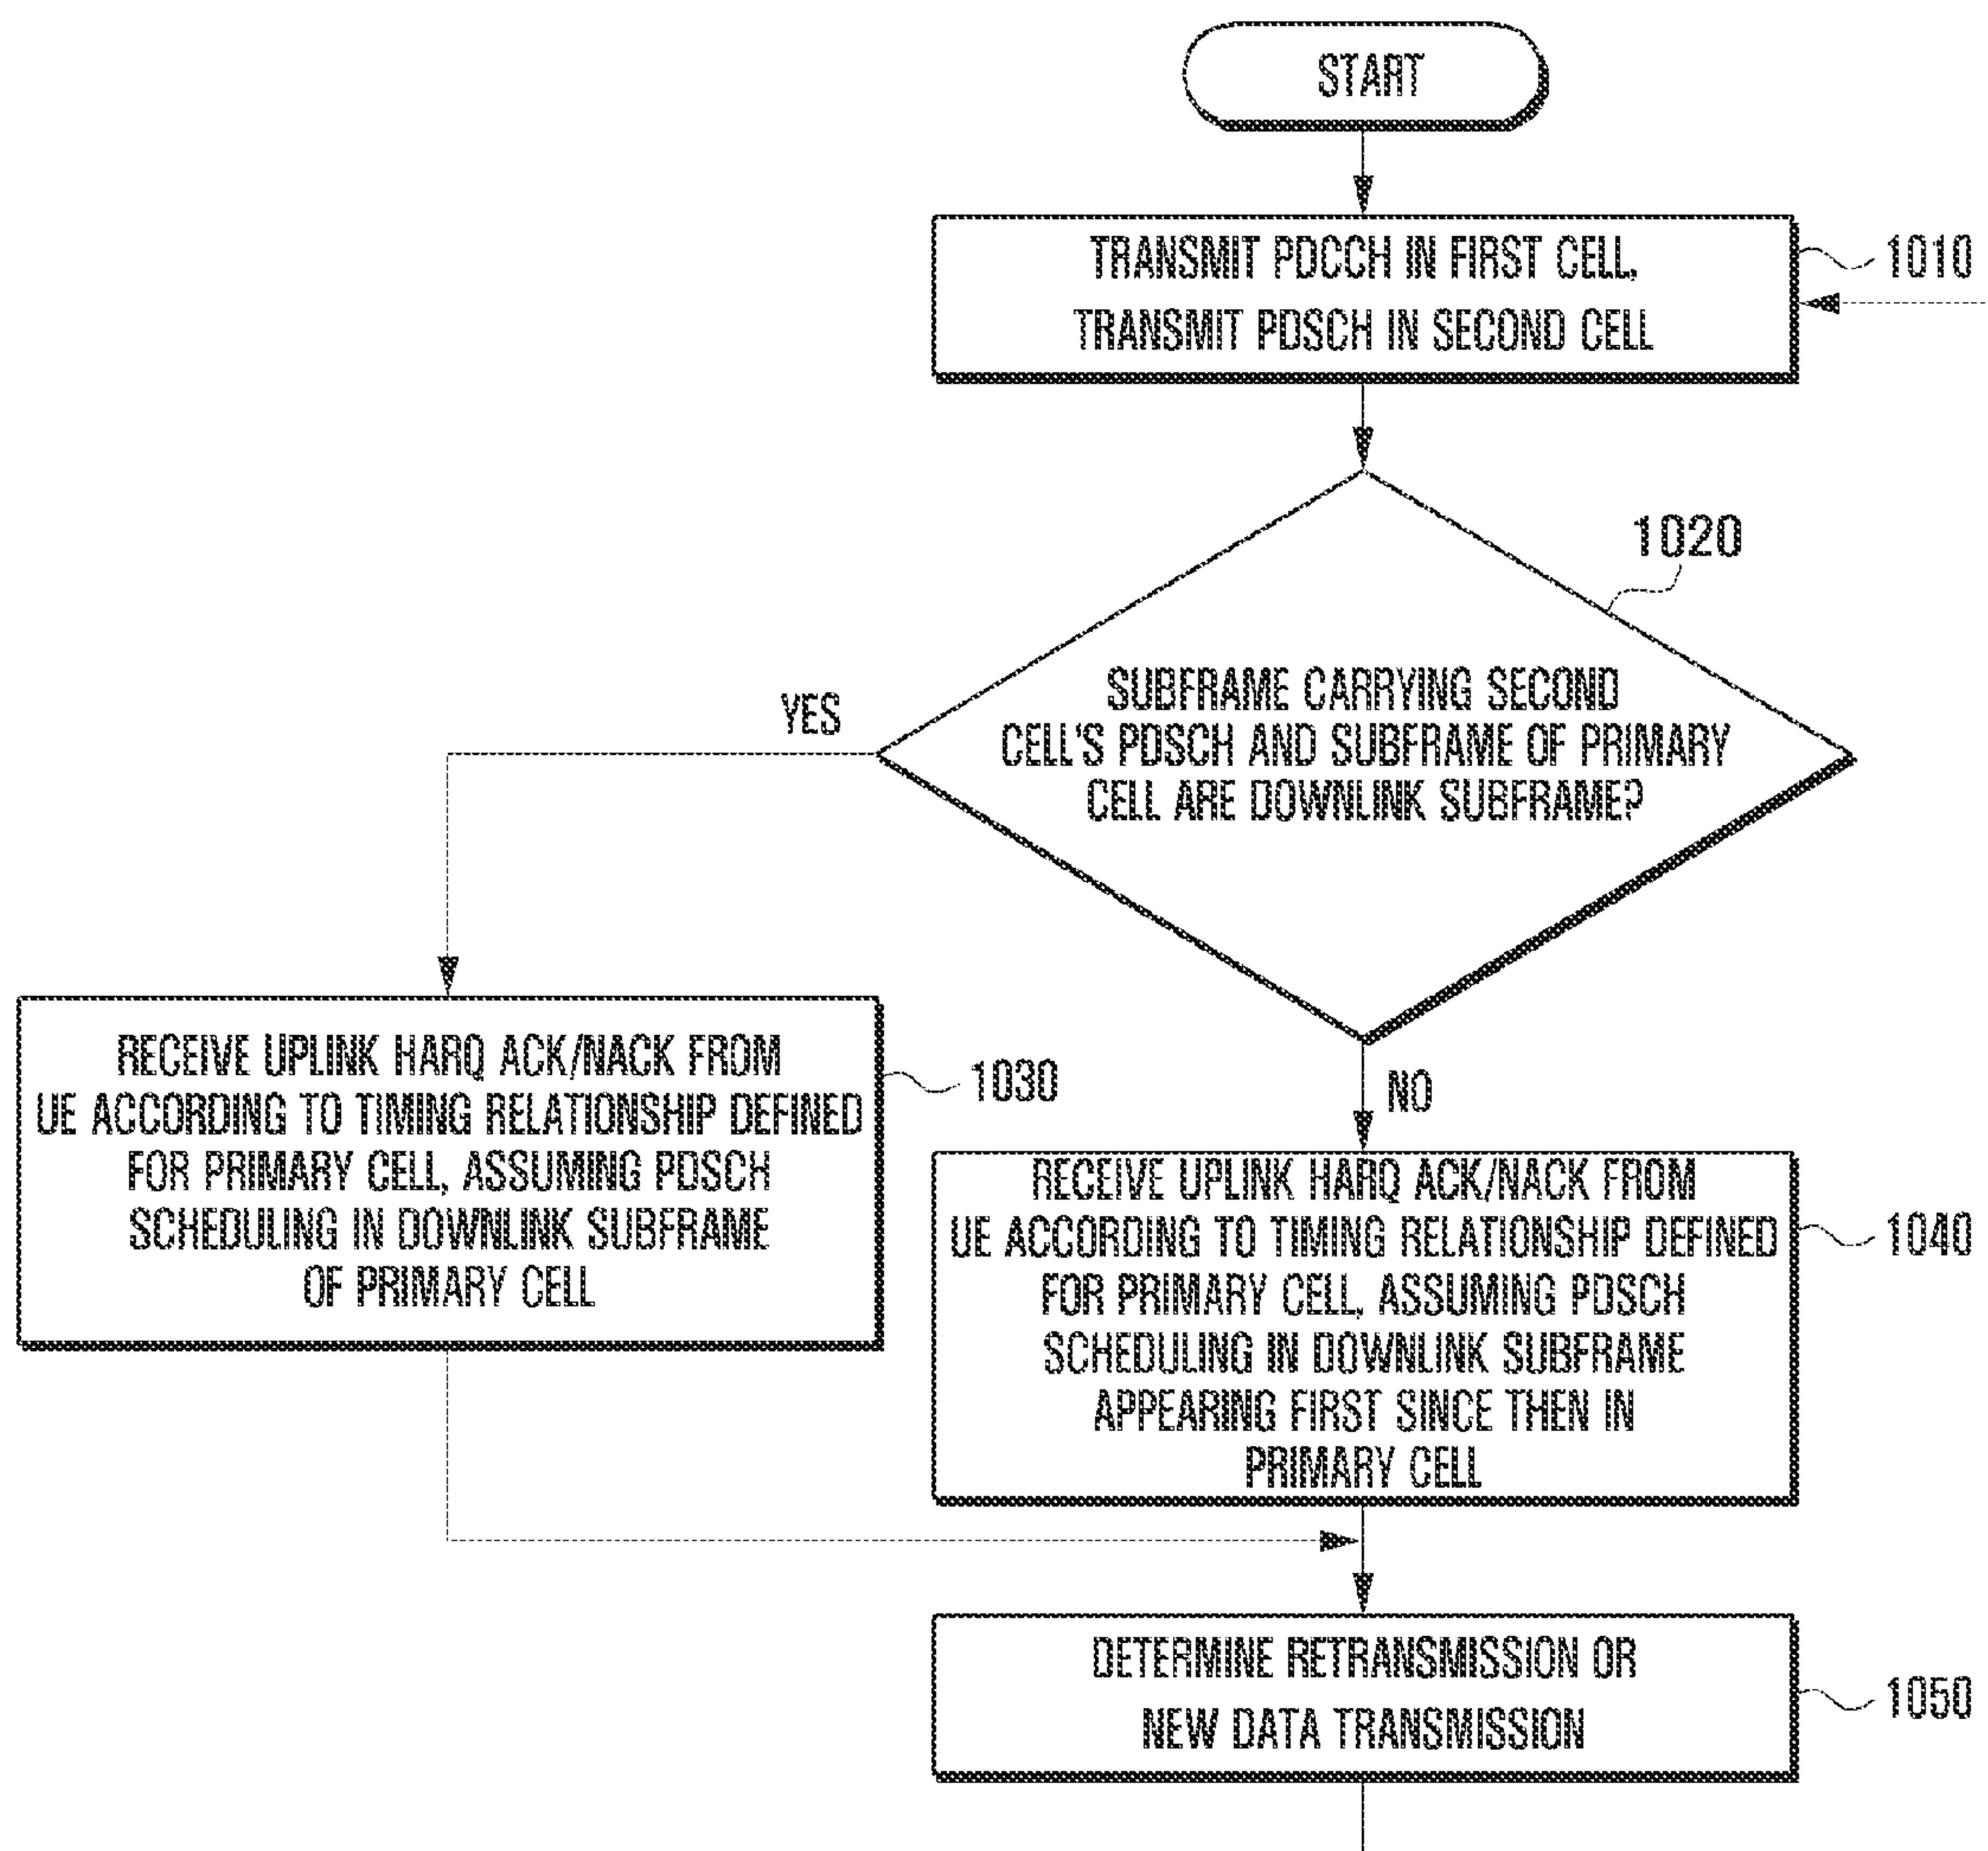 START
TRANSMIT PDCCH IN FIRST CELL,
TRANSMIT PDSCH IN SECOND CELL
1010
1020
SUBFRAME CARRYING SECOND
CELL'S PDSCH AND SUBFRAME OF PRIMARY
CELL ARE DOWNLINK SUBFRAME?
YES
NO
RECEIVE UPLINK HARQ ACK/NACK FROM
UE ACCORDING TO TIMING RELATIONSHIP DEFINED
FOR PRIMARY CELL, ASSUMING PDSCH
SCHEDULING IN DOWNLINK SUBFRAME
OF PRIMARY CELL
1030
RECEIVE UPLINK HARQ ACK/NACK FROM
UE ACCORDING TO TIMING RELATIONSHIP DEFINED
FOR PRIMARY CELL, ASSUMING PDSCH
SCHEDULING IN DOWNLINK SUBFRAME
APPEARING FIRST SINCE THEN IN
PRIMARY CELL
1040
DETERMINE RETRANSMISSION OR
NEW DATA TRANSMISSION
1050